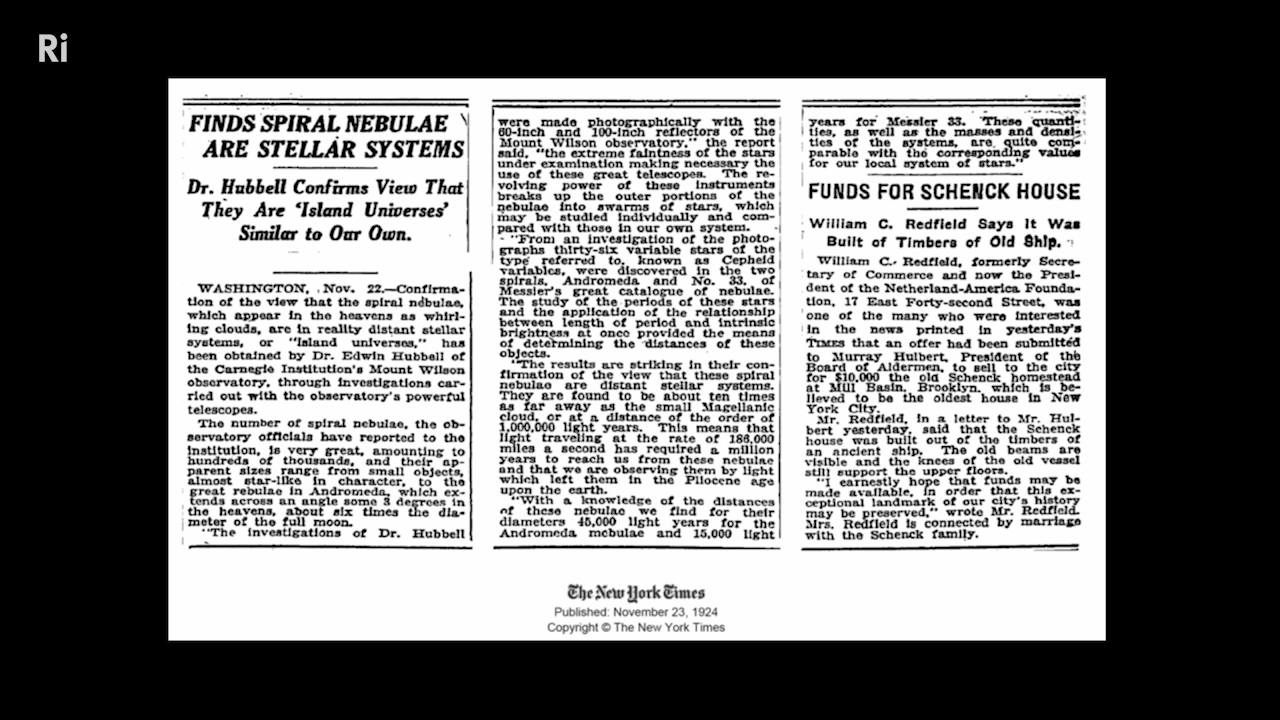 Ri
FINDS SPIRAL NEBULAE
ARE STELLAR SYSTEMS
Dr. Hubbell Confirms View That
They Are 'Island Universes'
Similar to Our Own.
WASHINGTON, Nov. 22.—Confirma-
tion of the view that the spiral nebulae,
which appear in the heavens as whirl-
ing clouds, are in reality distant stellar
systems, or "island universes," has
been obtained by Dr. Edwin Hubbell of
the Carnegie Institution's Mount Wilson
observatory, through investigations car-
ried out with the observatory's powerful
telescopes.
The number of spiral nebulae, the ob-
servatory officials have reported to the
institution, is very great, amounting to
hundreds of thousands, and their ap-
parent sizes range from small objects,
almost star-like in character, to the
great rebulae in Andromeda, which ex-
tends across an angle some 3 degrees in
the heavens, about six times the dia-
meter of the full moon.
"The investigations of Dr. Hubbell
were made photographically with the
60-inch and 100-inch reflectors of the
Mount Wilson observatory," the report
said, "the extreme faintness of the stars
under examination making necessary the
use of these great telescopes. The re-
volving power of these instruments
breaks up the outer portions of the
nebulae into swarms of stars, which
may be studied individually and com-
pared with those in our own system.
"From an investigation of the photo-
graphs thirty-six variable stars of the
type referred to, known as Cepheid
variables, were discovered in the two
spirals, Andromeda and No. 33, of
Messier's great catalogue of nebulae.
The study of the periods of these stars
and the application of the relationship
between length of period and intrinsic
brightness at once provided the means
of determining the distances of these
objects.
"The results are striking in their con-
firmation of the view that these spiral
nebulae are distant stellar systems.
They are found to be about ten times
as far away as the small Magellanic
cloud, or at a distance of the order of
1,000,000 light years. This means that
light traveling at the rate of 186,000
miles a second has required a million
years to reach us from these nebulae
and that we are observing them by light
which left them in the Pliocene age
upon the earth.
"With a knowledge of the distances
of these nebulae we find for their
diameters 45,000 light years for the
Andromeda mebulae and 15,000 light
years for Messier 33. These quanti-
ties, as well as the masses and densi-
ties of the systems, are quite com-
parable with the corresponding values
for our local system of stars."
FUNDS FOR SCHENCK HOUSE
William C. Redfield Says It Was
Built of Timbers of Old Ship.
William C. Redfield, formerly Secre-
tary of Commerce and now the Presi-
dent of the Netherland-America Founda-
tion, 17 East Forty-second Street, was
one of the many who were interested
in the news printed in yesterday's
TIMES that an offer had been submitted
to Murray Hulbert, President of the
Board of Aldermen, to sell to the city
for $10,000 the old Schenck homestead
at Mill Basin, Brooklyn, which is be-
lieved to be the oldest house in New
York City.
Mr. Redfield, in a letter to Mr. Hul-
bert yesterday, said that the Schenck
house was built out of the timbers of
an ancient ship. The old beams are
visible and the knees of the old vessel
still support the upper floors.
"I earnestly hope that funds may be
made available, in order that this ex-
ceptional landmark of our city's history
may be preserved," wrote Mr. Redfield.
Mrs. Redfield is connected by marriage
with the Schenck family.
The New York Times
Published: November 23, 1924
Copyright © The New York Times